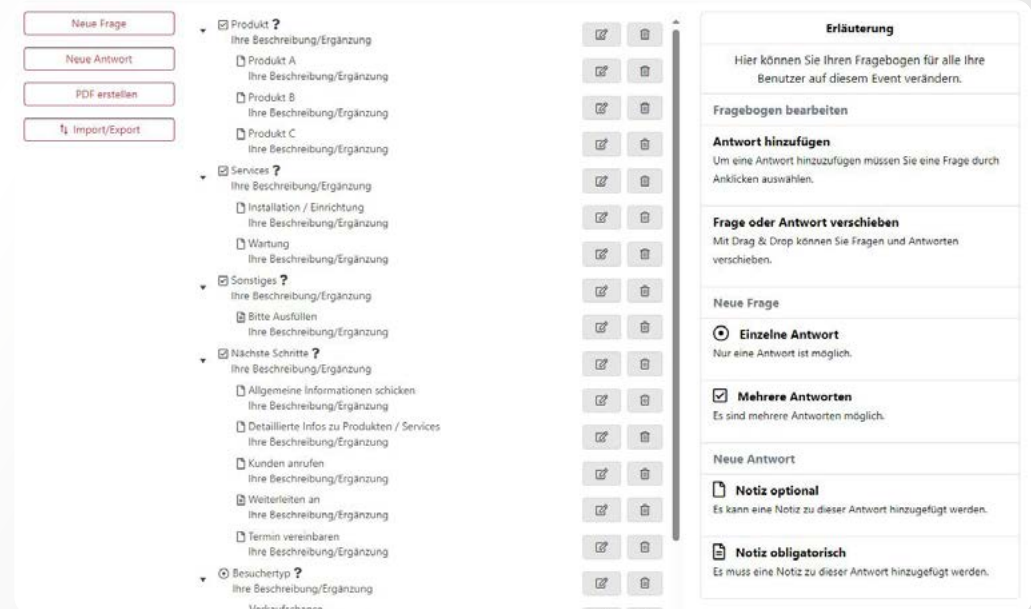 Neue Frage
Neue Antwort
PDF erstellen
Import/Export
Produkt ?
Ihre Beschreibung/Ergänzung
Produkt A
Ihre Beschreibung/Ergänzung
Produkt B
Ihre Beschreibung/Ergänzung
Produkt C
Ihre Beschreibung/Ergänzung
Services ?
Ihre Beschreibung/Ergänzung
Installation / Einrichtung
Ihre Beschreibung/Ergänzung
Wartung
Ihre Beschreibung/Ergänzung
Sonstiges ?
Ihre Beschreibung/Ergänzung
Bitte Ausfüllen
Ihre Beschreibung/Ergänzung
Nächste Schritte ?
Ihre Beschreibung/Ergänzung
Allgemeine Informationen schicken
Ihre Beschreibung/Ergänzung
Detaillierte Infos zu Produkten / Services
Ihre Beschreibung/Ergänzung
Kunden anrufen
Ihre Beschreibung/Ergänzung
Weiterleiten an
Ihre Beschreibung/Ergänzung
Termin vereinbaren
Ihre Beschreibung/Ergänzung
Besuchertyp ?
Ihre Beschreibung/Ergänzung
Erläuterung
Hier können Sie Ihren Fragebogen für alle Ihre
Benutzer auf diesem Event verändern.
Fragebogen bearbeiten
Antwort hinzufügen
Um eine Antwort hinzuzufügen müssen Sie eine Frage durch
Anklicken auswählen.
Frage oder Antwort verschieben
Mit Drag & Drop können Sie Fragen und Antworten
verschieben.
Neue Frage
Einzelne Antwort
Nur eine Antwort ist möglich.
Mehrere Antworten
Es sind mehrere Antworten möglich.
Neue Antwort
Notiz optional
Es kann eine Notiz zu dieser Antwort hinzugefügt werden.
Notiz obligatorisch
Es muss eine Notiz zu dieser Antwort hinzugefügt werden.